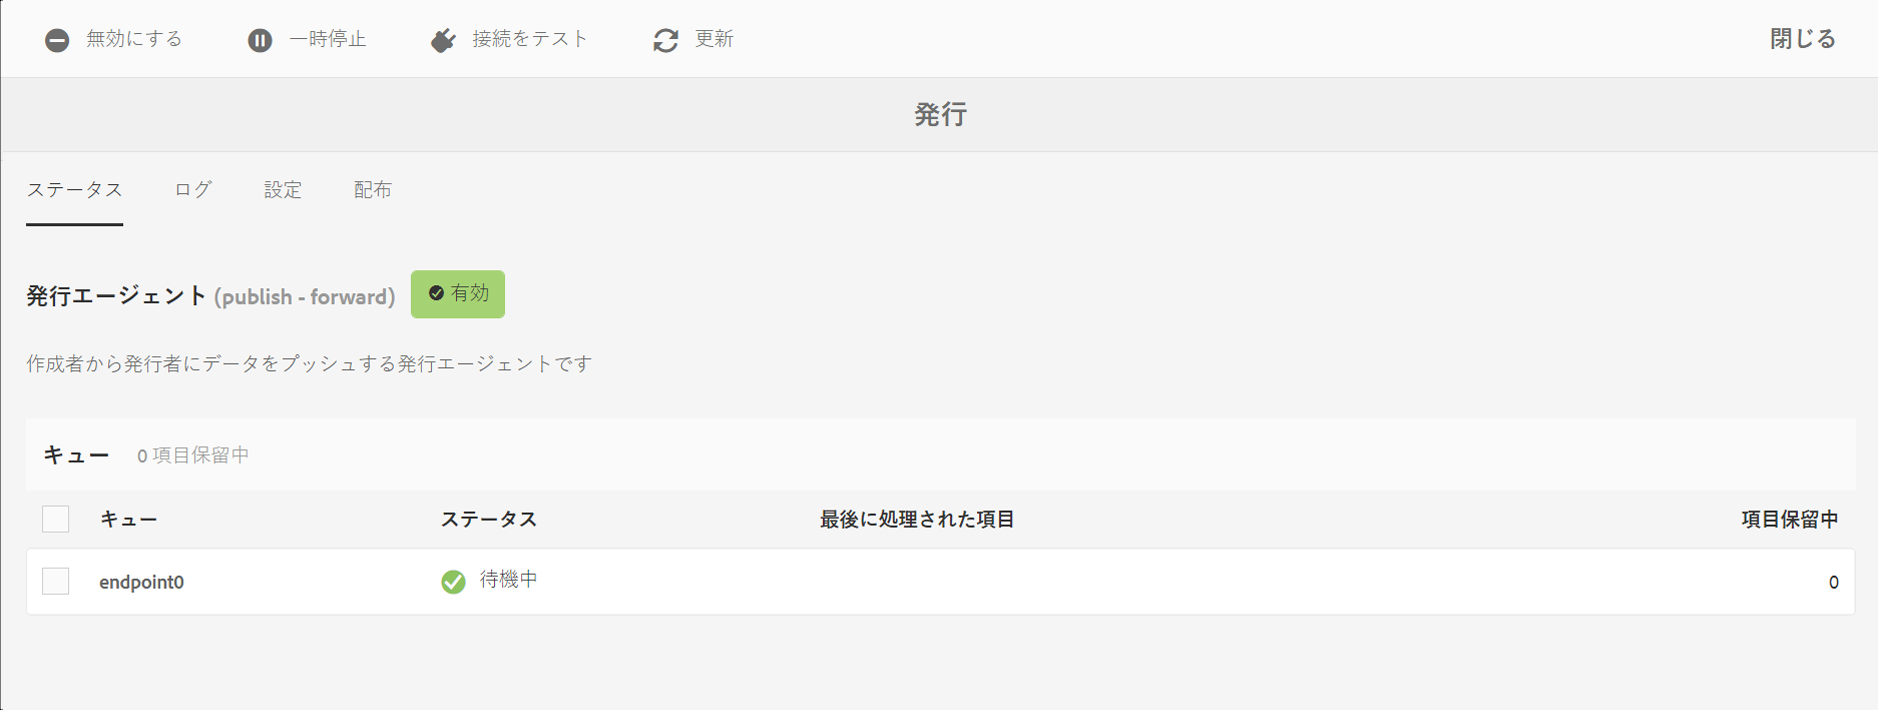 無効にする 一時停止 接続をテスト 更新 閉じる
発行
ステータス ログ 設定 配布
発行エージェント (publish - forward) 有効
作成者から発行者にデータをプッシュする発行エージェントです
キュー 0 項目保留中
キュー ステータス 最後に処理された項目 項目保留中
endpoint0 待機中 0